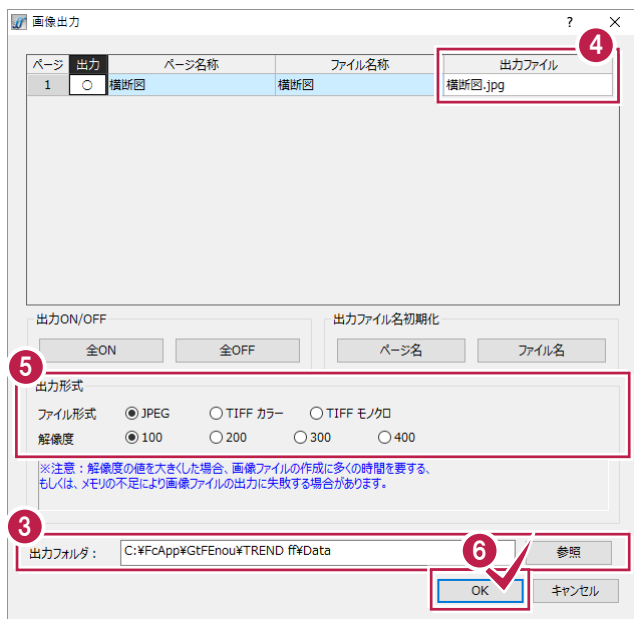 画像出力
?
4
ページ 出力 ページ名称 ファイル名称 出力ファイル
1 ○ 横断図 横断図 横断図.jpg
出力ON/OFF 出力ファイル名初期化
全ON 全OFF ページ名 ファイル名
5
出力形式
ファイル形式 JPEG TIFF カラー TIFF モノクロ
解像度 100 200 300 400
※注意：解像度の値を大きくした場合、画像ファイルの作成に多くの時間を要する、
もしくは、メモリの不足により画像ファイルの出力に失敗する場合があります。
3
出力フォルダ： C:¥FcApp¥GtFEnou¥TREND ff¥Data 参照
6
OK キャンセル